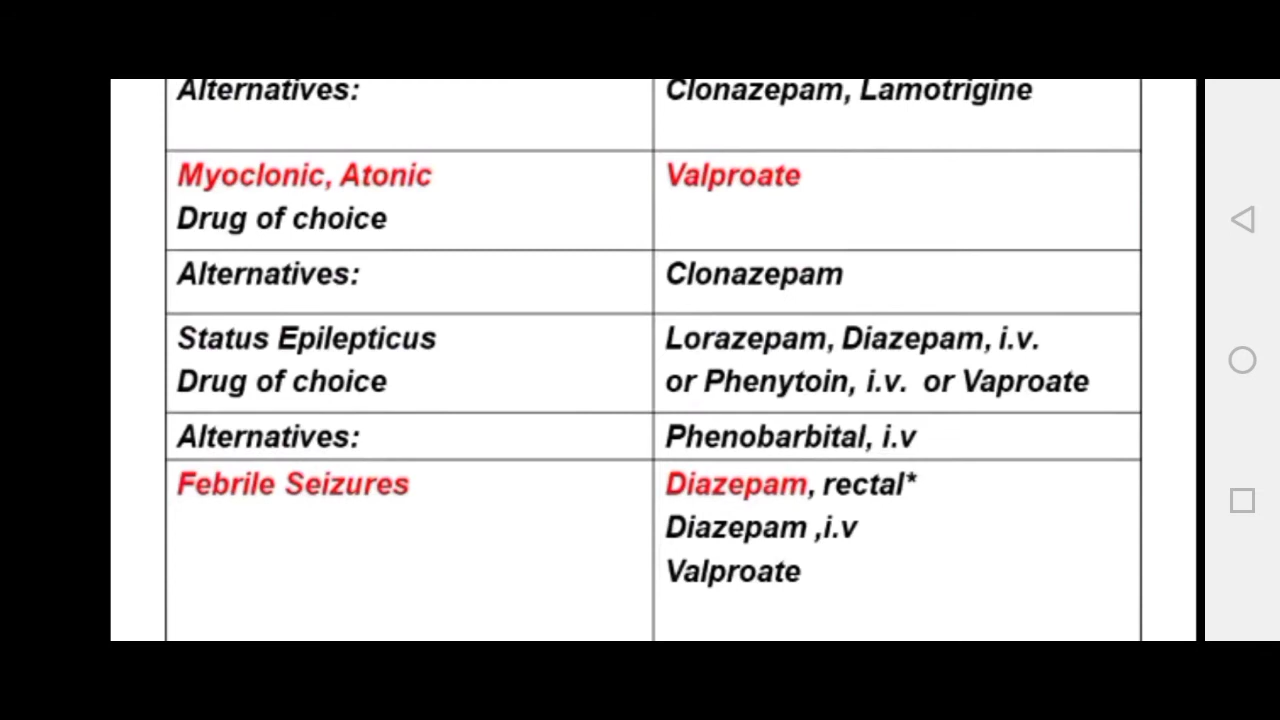 Alternatives:
Clonazepam, Lamotrigine
Myoclonic, Atonic
Drug of choice
Valproate
Alternatives:
Clonazepam
Status Epilepticus
Drug of choice
Lorazepam, Diazepam, i.v.
or Phenytoin, i.v. or Vaproate
Alternatives:
Phenobarbital, i.v
Febrile Seizures
Diazepam, rectal*
Diazepam ,i.v
Valproate